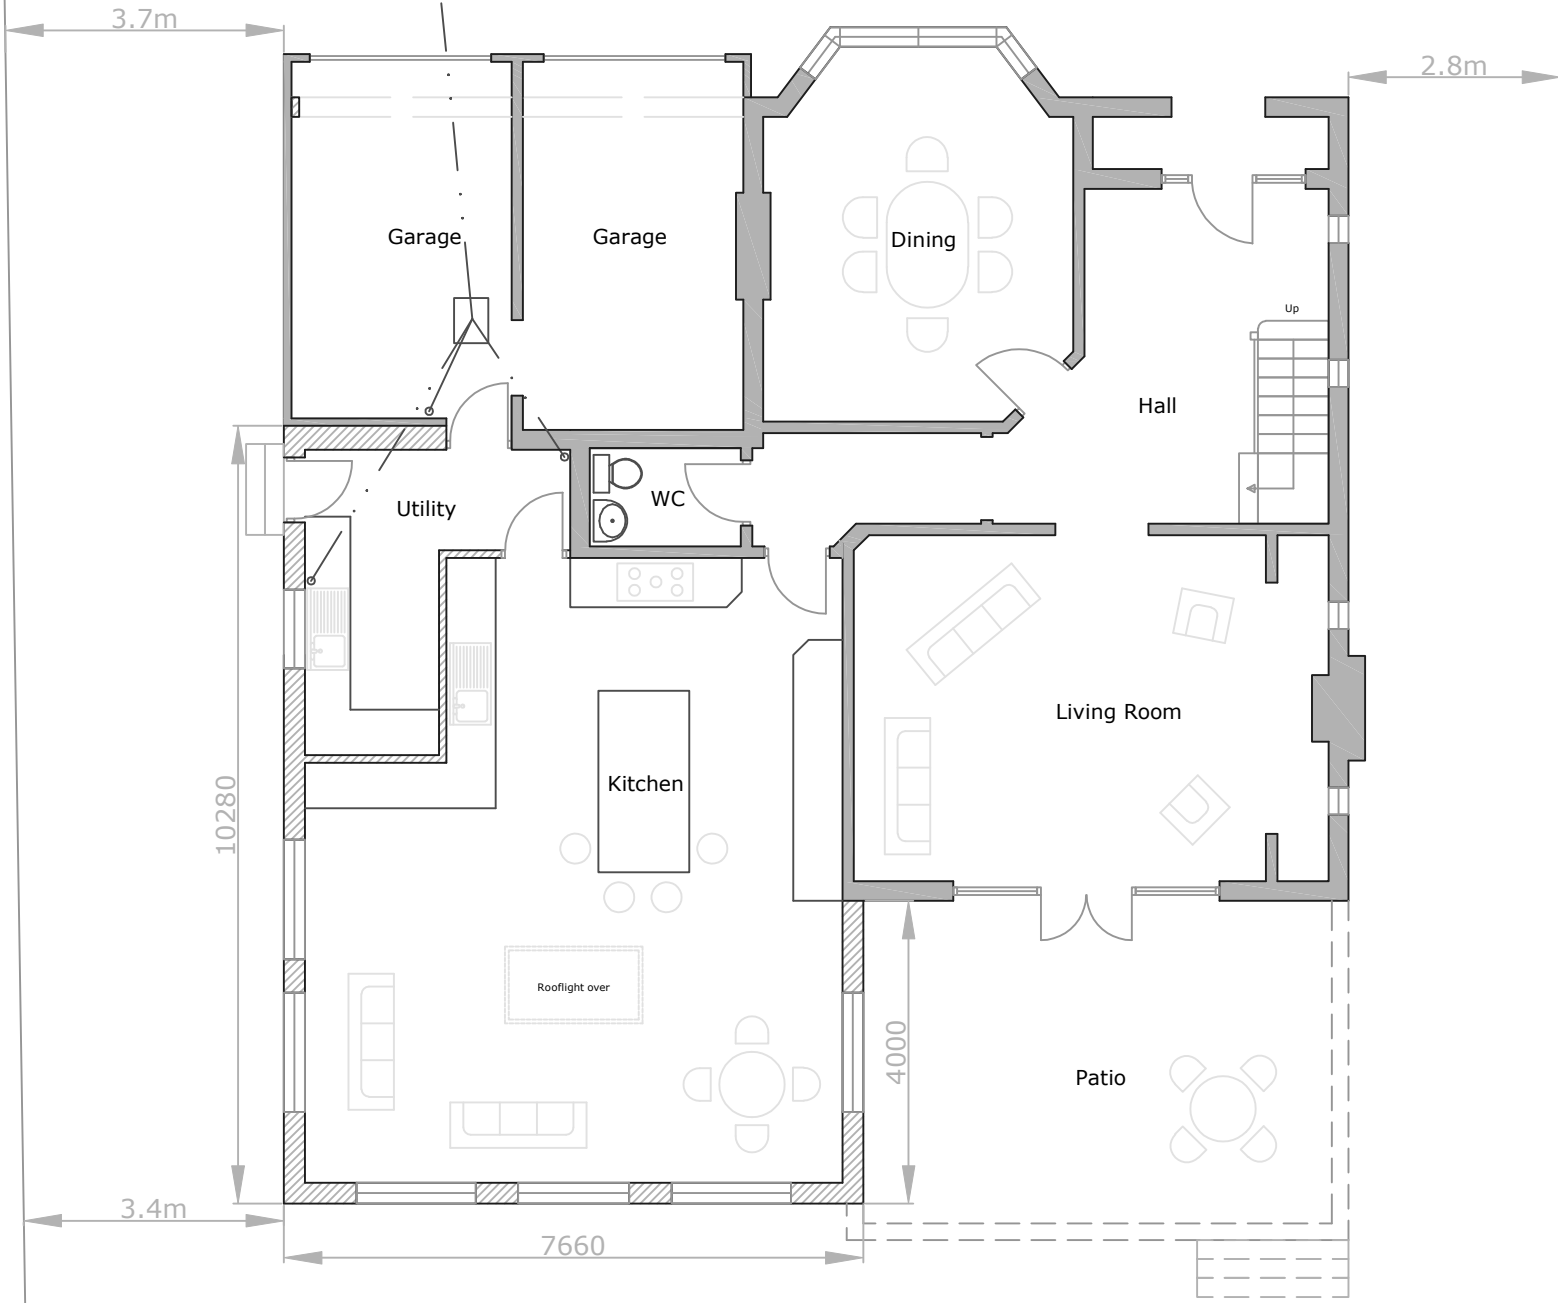 3.7m
2.8m
Garage
Garage
Dining
Up
Hall
Utility
WC
Living Room
Kitchen
10280
Rooflight over
4000
Patio
3.4m
7660